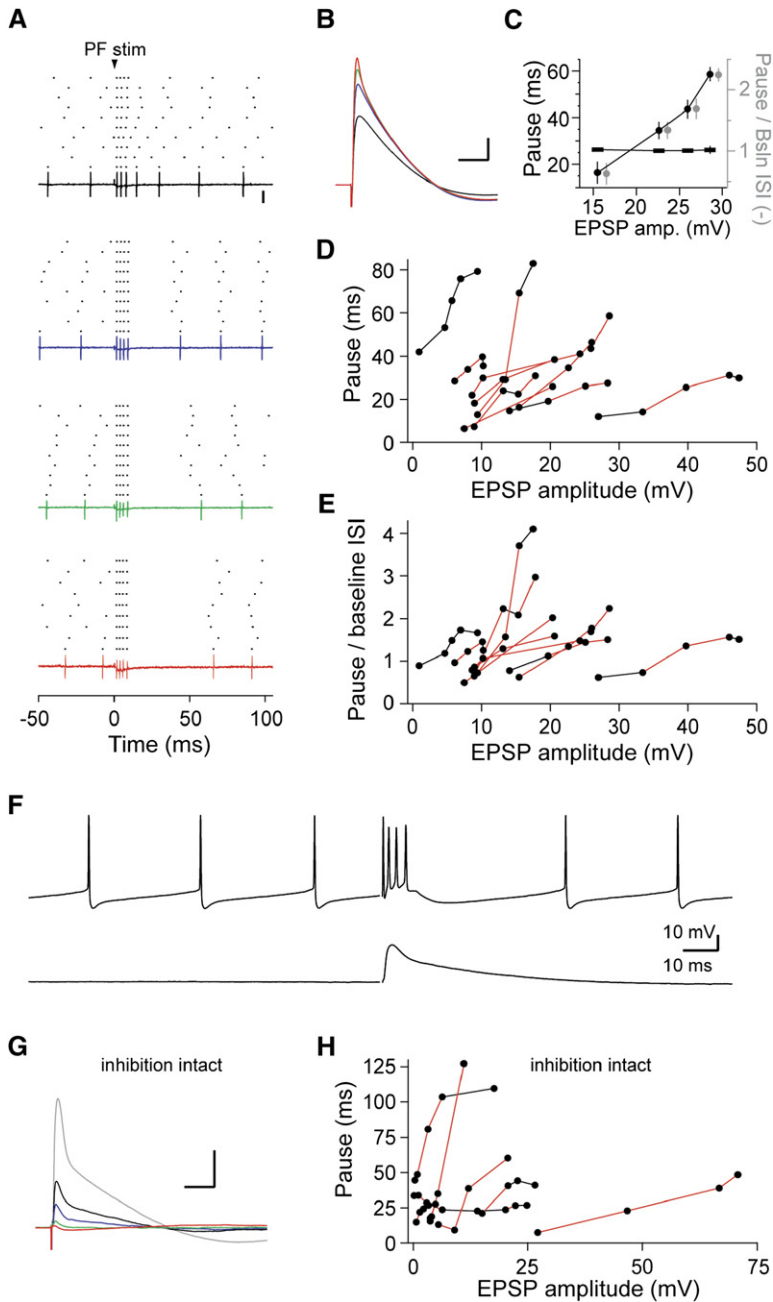 A
PF stim
-50 0 50 100
Time (ms)
B
C
Pause (ms)
60
40
20
15 20 25 30
EPSP amp. (mV)
2
1
Pause / Bsln ISI (-)
D
Pause (ms)
80
60
40
20
0
0 10 20 30 40 50
EPSP amplitude (mV)
E
Pause / baseline ISI
4
3
2
1
0
0 10 20 30 40 50
EPSP amplitude (mV)
F
10 mV
10 ms
G
inhibition intact
H
inhibition intact
Pause (ms)
125
100
75
50
25
0
0 25 50 75
EPSP amplitude (mV)